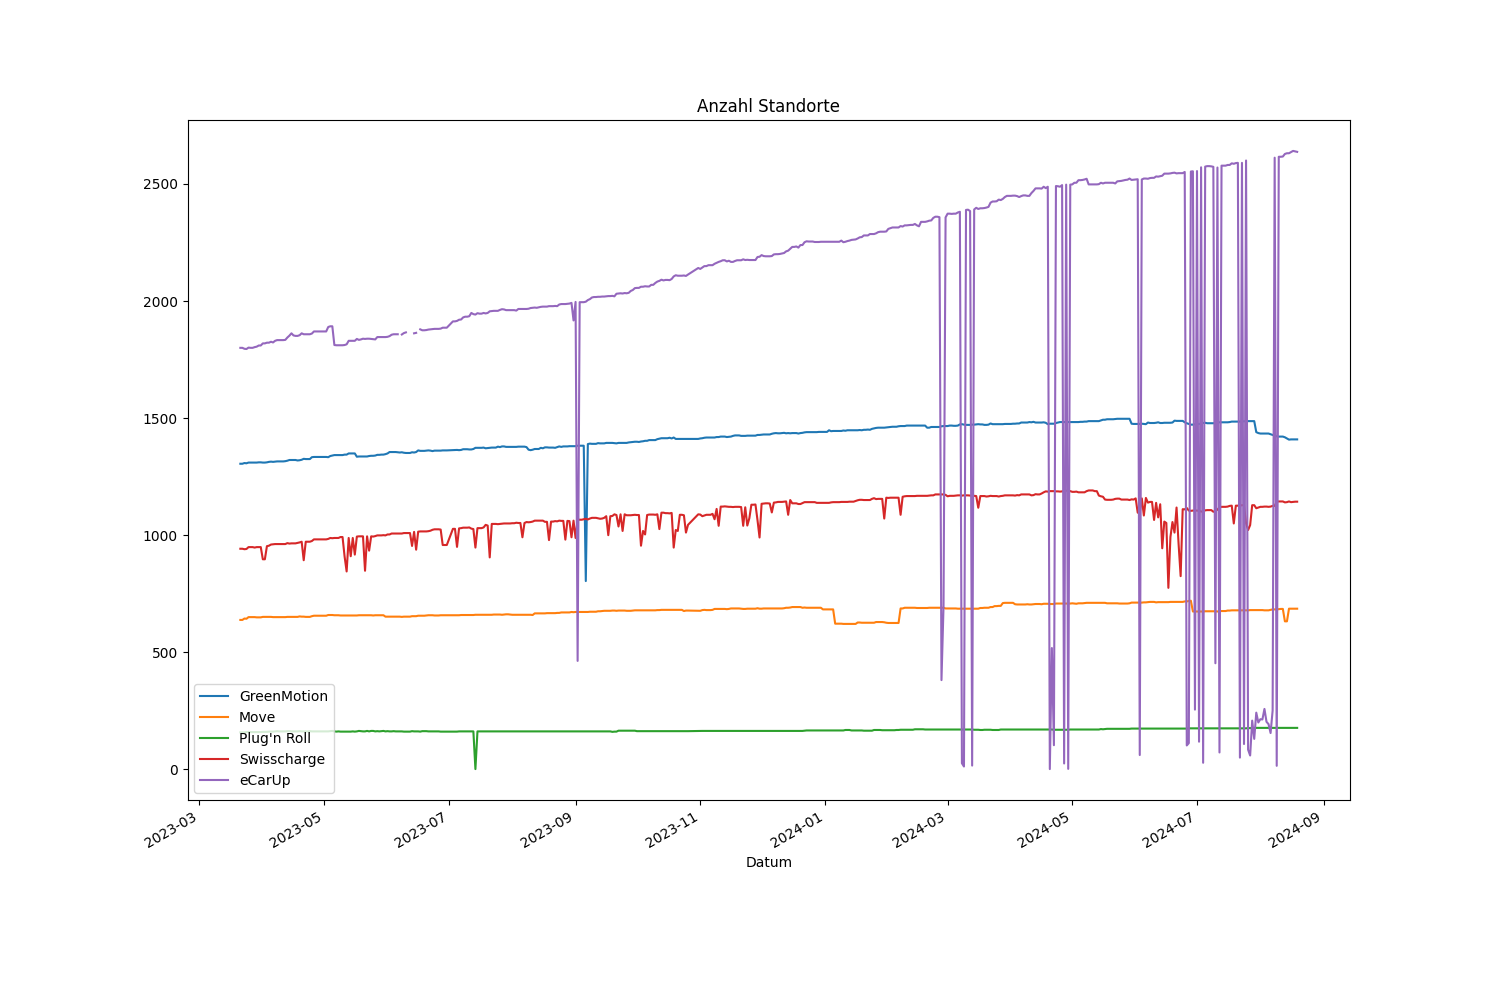 Anzahl Standorte
2500
2000
1500
1000
500
0
GreenMotion
Move
Plug'n Roll
Swisscharge
eCarUp
2023-03
2023-05
2023-07
2023-09
2023-11
2024-01
2024-03
2024-05
2024-07
2024-09
Datum